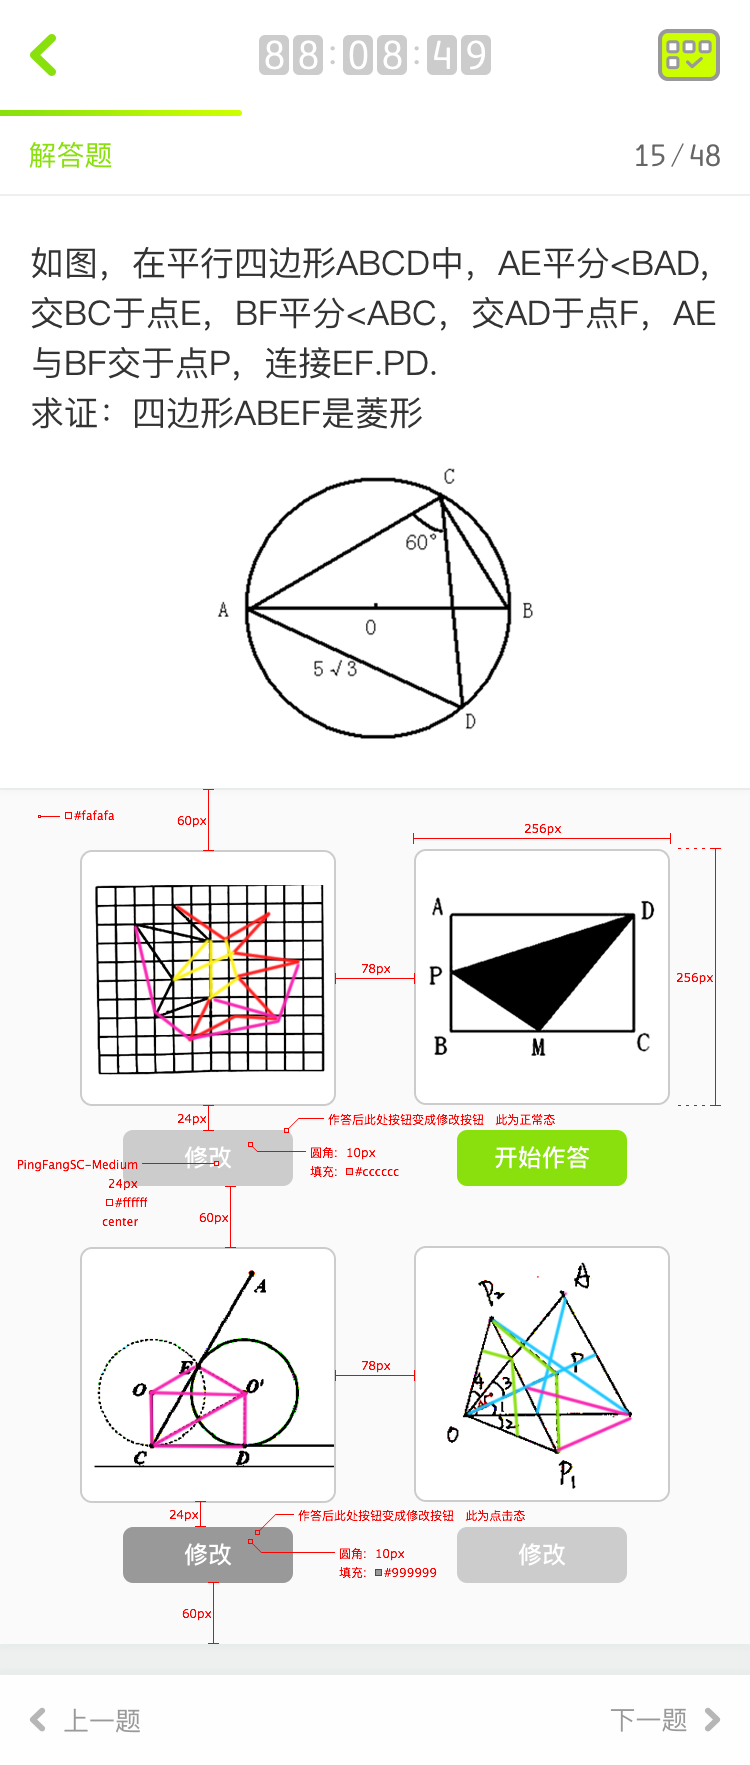 88:08:49
解答题
15/48
如图，在平行四边形ABCD中，AE平分<BAD,
交BC于点E，BF平分<ABC，交AD于点F，AE
与BF交于点P，连接EF.PD.
求证：四边形ABEF是菱形
C
60°
A
B
O
5√3
D
#fafafa
60px
256px
A
D
P
78px
256px
B
M
C
24px
作答后此处按钮变成修改按钮 此为正常态
修改
开始作答
圆角：10px
填充：#cccccc
PingFangSC-Medium
24px
#ffffff
center
60px
A
P2
A
E
P
78px
O
O'
4
3
1
2
O
C
D
P1
24px
作答后此处按钮变成修改按钮 此为点击态
修改
修改
圆角：10px
填充：#999999
60px
上一题
下一题